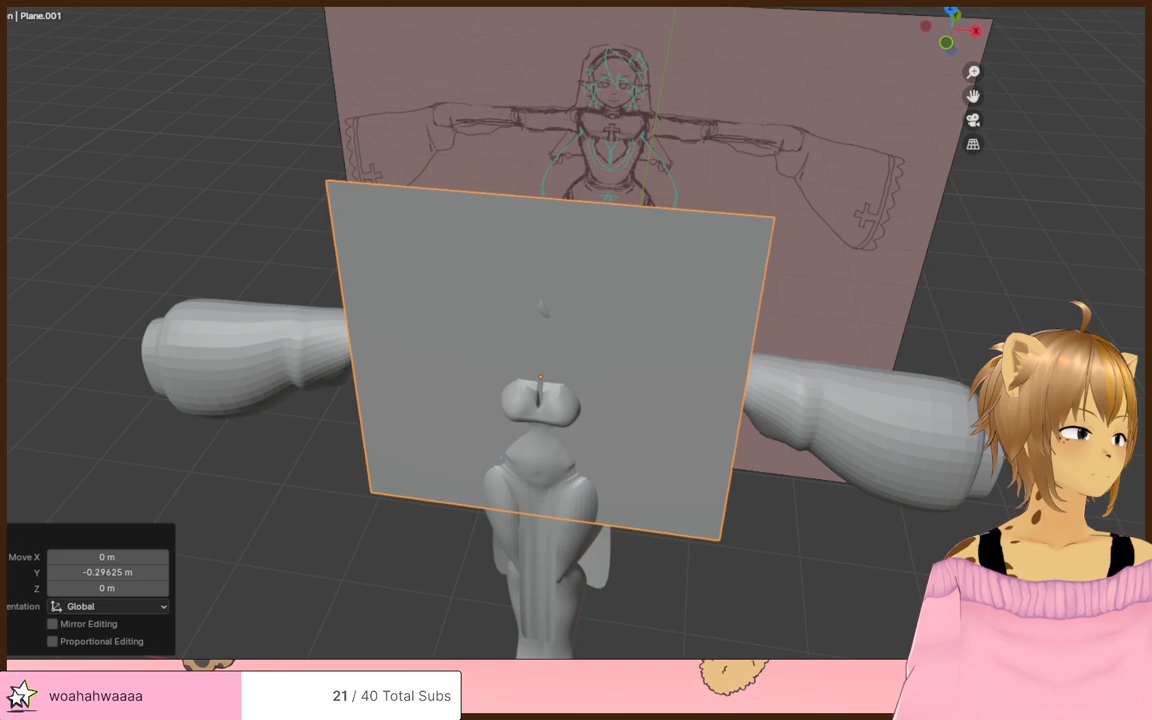 n | Plane.001
X
Y
Move X 0 m
Y -0.29625 m
Z 0 m
entation Global
Mirror Editing
Proportional Editing
woahahwaaaa 21 / 40 Total Subs